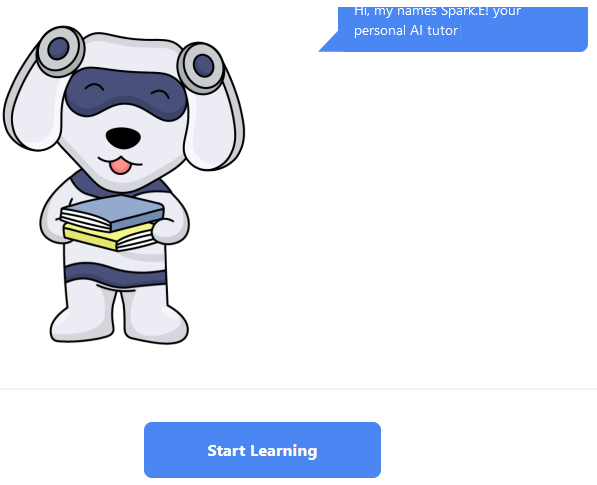 Hi, my names Spark.E! your
personal AI tutor
Start Learning